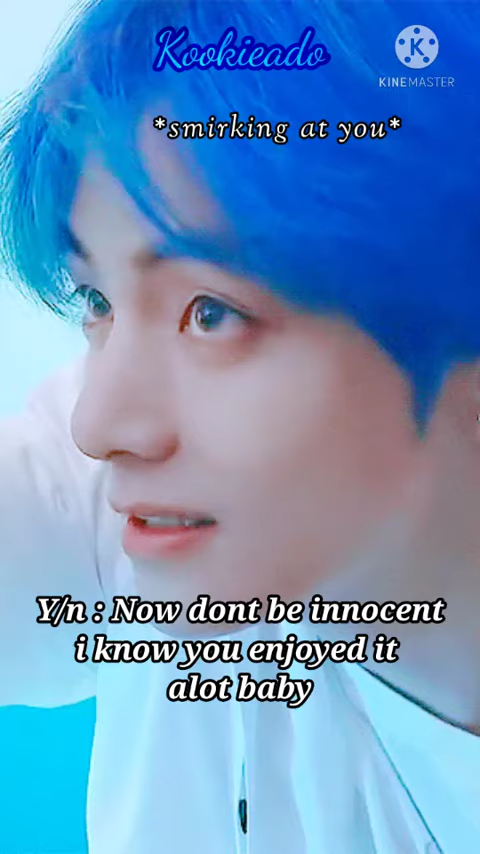 Kookieado
K
KINEMASTER
*smirking at you*
Y/n : Now dont be innocent
i know you enjoyed it
alot baby